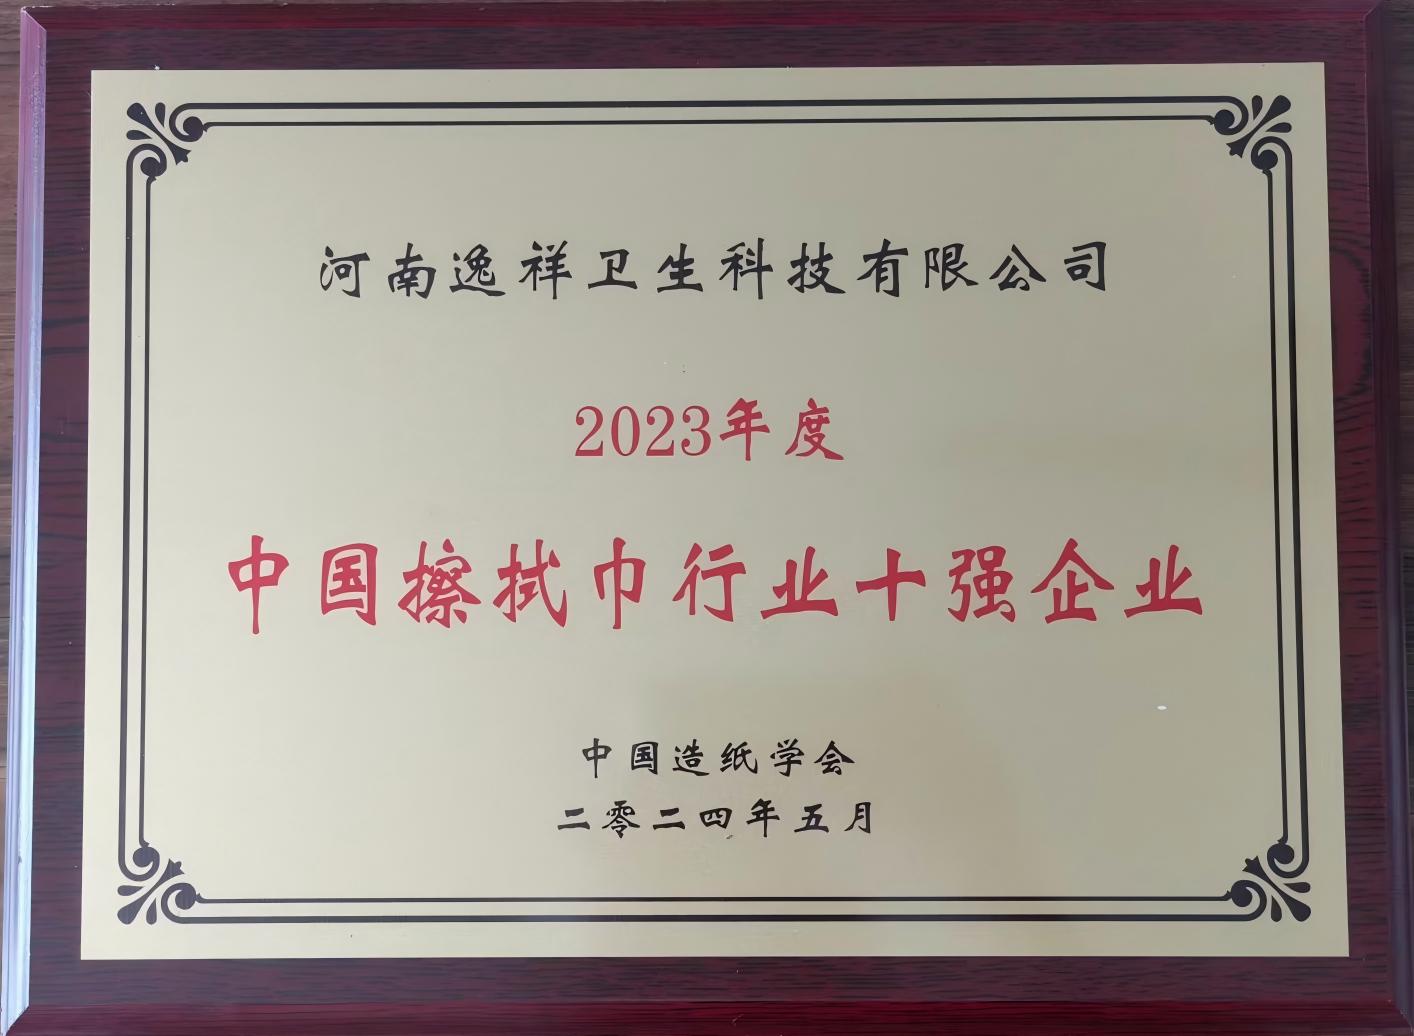 河南逸祥卫生科技有限公司
2023年度
中国擦拭巾行业十强企业
中国造纸学会
二零二四年五月